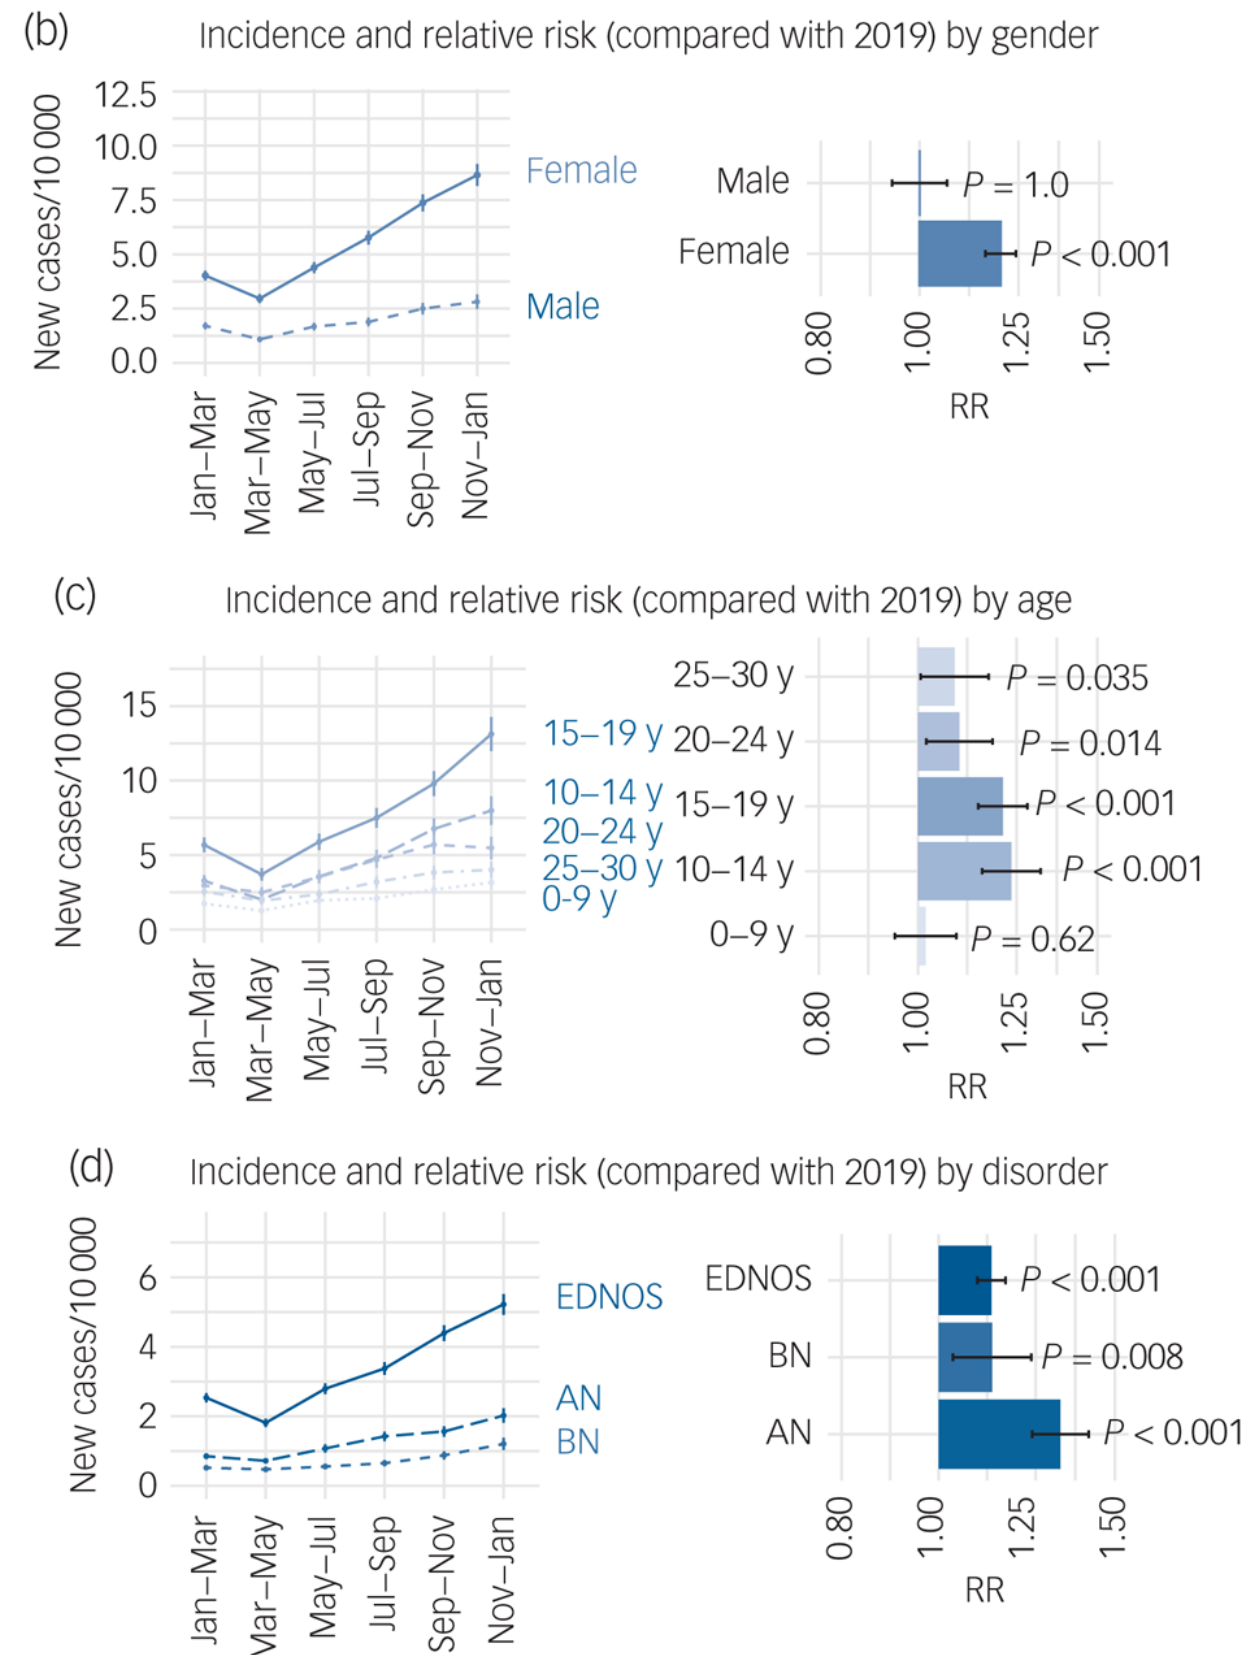 (b) Incidence and relative risk (compared with 2019) by gender
New cases/10 000
12.5
10.0
7.5
5.0
2.5
0.0
Female
Male
Jan–Mar
Mar–May
May–Jul
Jul–Sep
Sep–Nov
Nov–Jan
Male P = 1.0
Female P < 0.001
0.80 1.00 1.25 1.50
RR
(c) Incidence and relative risk (compared with 2019) by age
New cases/10 000
15
10
5
0
15–19 y
10–14 y
20–24 y
25–30 y
0-9 y
Jan–Mar
Mar–May
May–Jul
Jul–Sep
Sep–Nov
Nov–Jan
25–30 y P = 0.035
20–24 y P = 0.014
15–19 y P < 0.001
10–14 y P < 0.001
0–9 y P = 0.62
0.80 1.00 1.25 1.50
RR
(d) Incidence and relative risk (compared with 2019) by disorder
New cases/10 000
6
4
2
0
EDNOS
AN
BN
Jan–Mar
Mar–May
May–Jul
Jul–Sep
Sep–Nov
Nov–Jan
EDNOS P < 0.001
BN P = 0.008
AN P < 0.001
0.80 1.00 1.25 1.50
RR